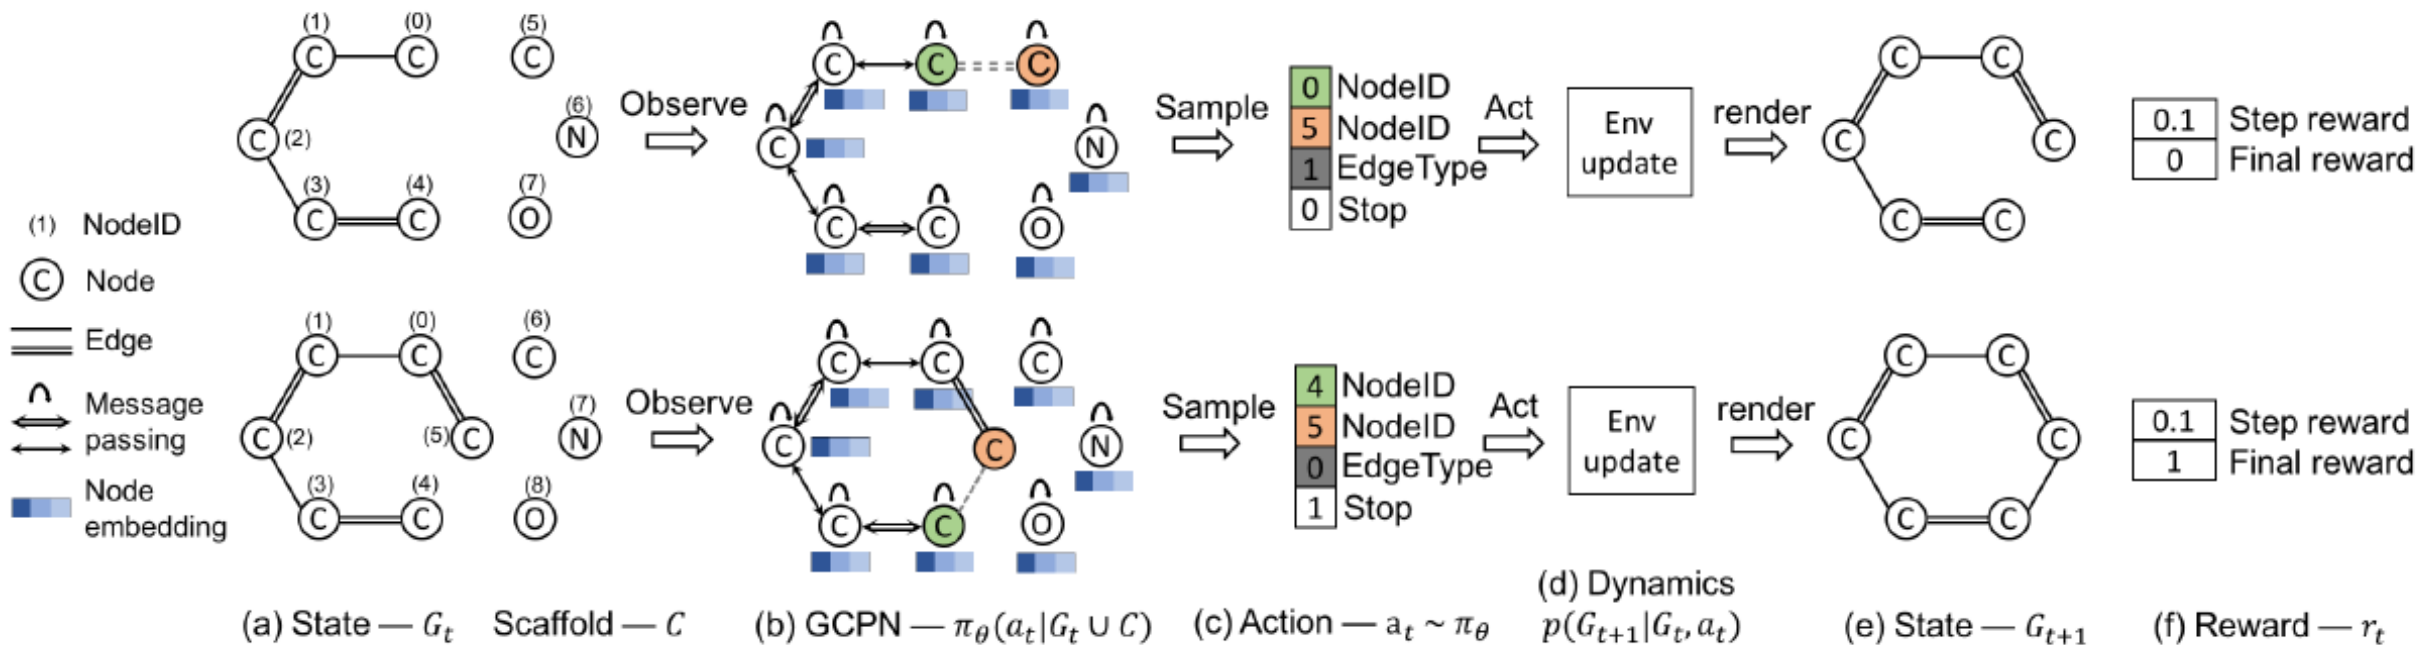 (1) (0) (5)
C C C
(6)
C (2) N
(3) (4) (7)
C C O
Observe
C C C
C N
C C O
Sample
0 NodeID
5 NodeID
1 EdgeType
0 Stop
Act
Env
update
render
C C
C C
C C
0.1 Step reward
0 Final reward
(1) NodeID
C Node
Edge
Message
passing
Node
embedding
(1) (0) (6)
C C C
(7)
C (2) (5) C N
(3) (4) (8)
C C O
Observe
C C C
C C N
C C O
Sample
4 NodeID
5 NodeID
0 EdgeType
1 Stop
Act
Env
update
render
C C
C C
C C
0.1 Step reward
1 Final reward
(a) State — G_t Scaffold — C
(b) GCPN — π_θ(a_t|G_t ∪ C)
(c) Action — a_t ~ π_θ
(d) Dynamics
p(G_{t+1}|G_t, a_t)
(e) State — G_{t+1}
(f) Reward — r_t